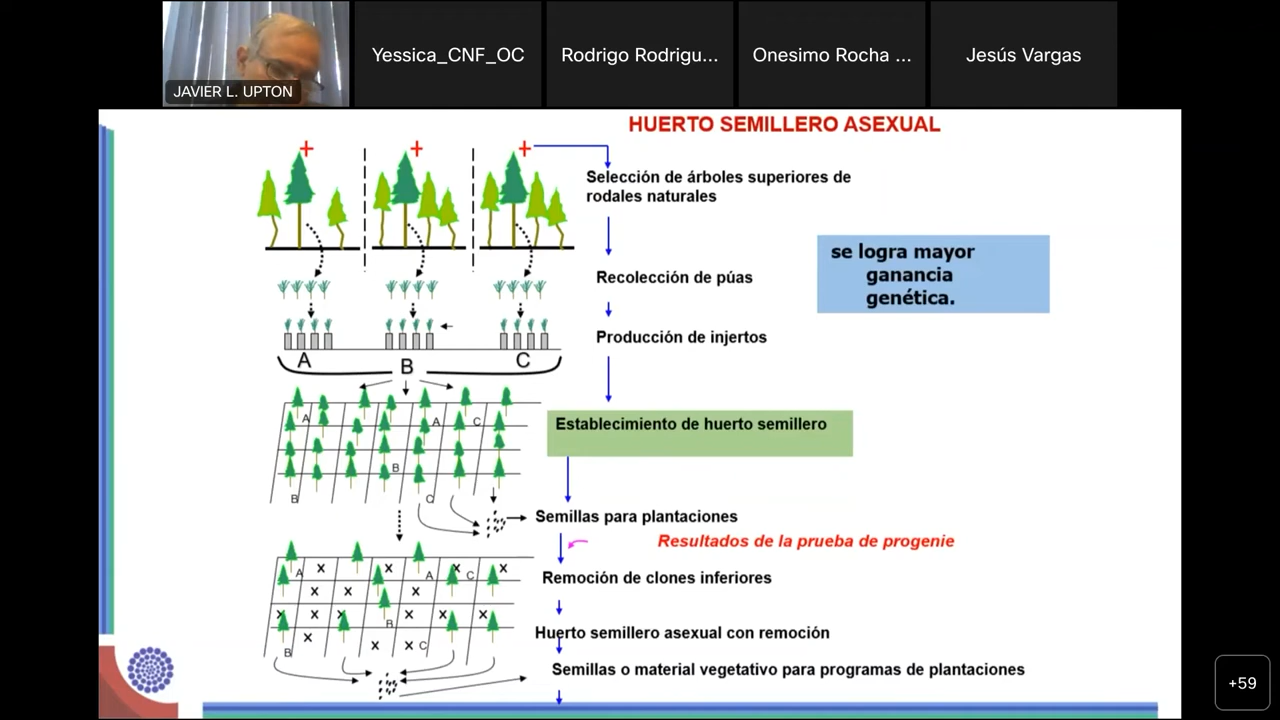 JAVIER L. UPTON
Yessica_CNF_OC
Rodrigo Rodrigu...
Onesimo Rocha ...
Jesús Vargas
HUERTO SEMILLERO ASEXUAL
+ + +
Selección de árboles superiores de
rodales naturales
se logra mayor
ganancia
genética.
Recolección de púas
Producción de injertos
A B C
A A C
Establecimiento de huerto semillero
B
B C
Semillas para plantaciones
Resultados de la prueba de progenie
x x x x
A A C
Remoción de clones inferiores
x x x
x x x x x x
B
Huerto semillero asexual con remoción
x x x
B C
Semillas o material vegetativo para programas de plantaciones
+59